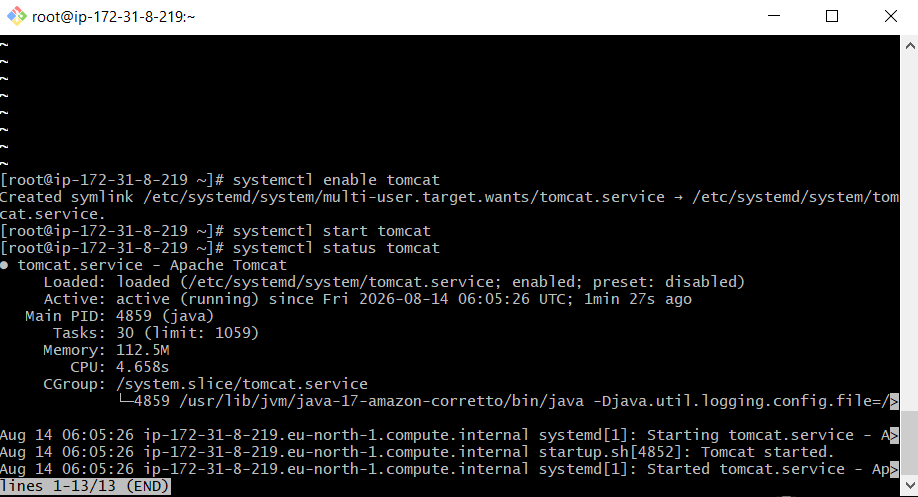 root@ip-172-31-8-219:~
~
~
~
~
~
~
~
~
[root@ip-172-31-8-219 ~]# systemctl enable tomcat
Created symlink /etc/systemd/system/multi-user.target.wants/tomcat.service → /etc/systemd/system/tom
cat.service.
[root@ip-172-31-8-219 ~]# systemctl start tomcat
[root@ip-172-31-8-219 ~]# systemctl status tomcat
● tomcat.service - Apache Tomcat
     Loaded: loaded (/etc/systemd/system/tomcat.service; enabled; preset: disabled)
     Active: active (running) since Fri 2026-08-14 06:05:26 UTC; 1min 27s ago
   Main PID: 4859 (java)
      Tasks: 30 (limit: 1059)
     Memory: 112.5M
        CPU: 4.658s
     CGroup: /system.slice/tomcat.service
             └─4859 /usr/lib/jvm/java-17-amazon-corretto/bin/java -Djava.util.logging.config.file=/>

Aug 14 06:05:26 ip-172-31-8-219.eu-north-1.compute.internal systemd[1]: Starting tomcat.service - A>
Aug 14 06:05:26 ip-172-31-8-219.eu-north-1.compute.internal startup.sh[4852]: Tomcat started.
Aug 14 06:05:26 ip-172-31-8-219.eu-north-1.compute.internal systemd[1]: Started tomcat.service - Ap>
lines 1-13/13 (END)